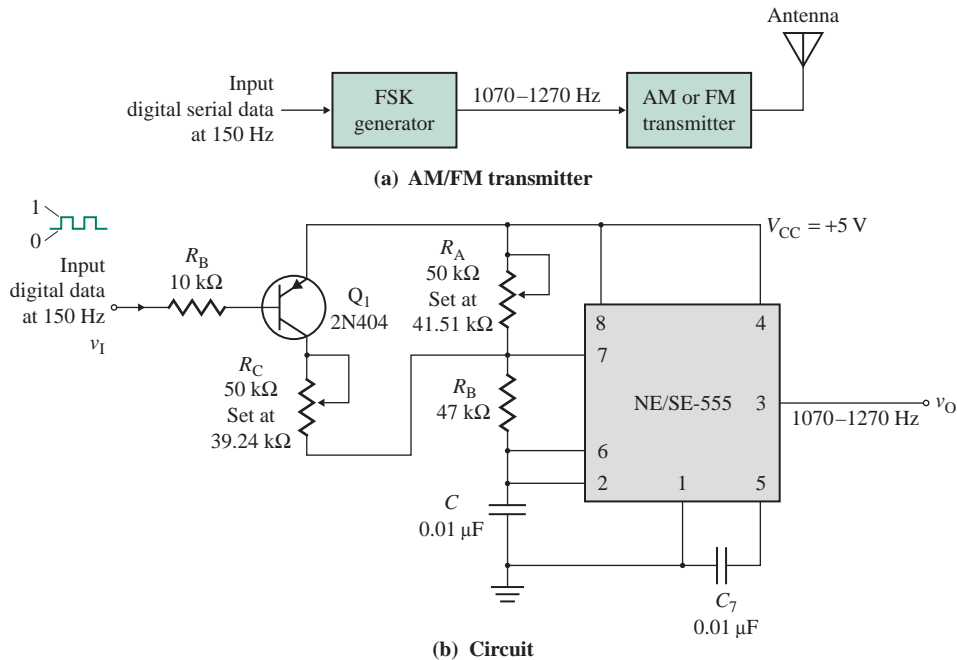 Antenna
Input
digital serial data
at 150 Hz
FSK
generator
1070–1270 Hz
AM or FM
transmitter
(a) AM/FM transmitter
1
0
Input
digital data
at 150 Hz
vI
RB
10 kΩ
Q1
2N404
RC
50 kΩ
Set at
39.24 kΩ
RA
50 kΩ
Set at
41.51 kΩ
RB
47 kΩ
C
0.01 μF
VCC = +5 V
8
4
7
NE/SE-555
3
6
2
1
5
1070–1270 Hz
vO
C7
0.01 μF
(b) Circuit